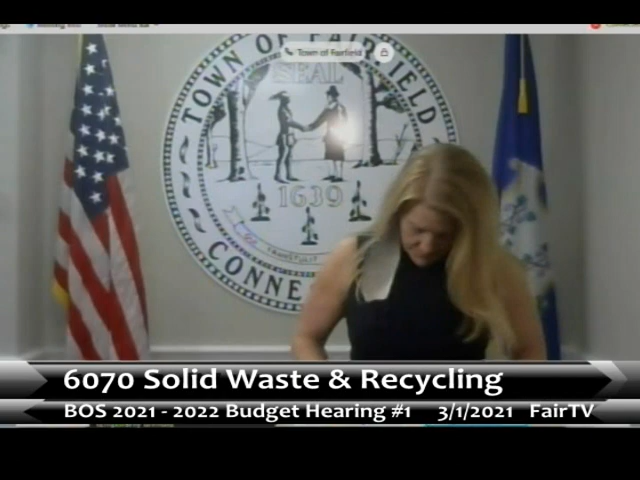 Town of Fairfield
TOWN OF FAIRFIELD
SEAL
1639
CONNE
6070 Solid Waste & Recycling
BOS 2021 - 2022 Budget Hearing #1 3/1/2021 FairTV